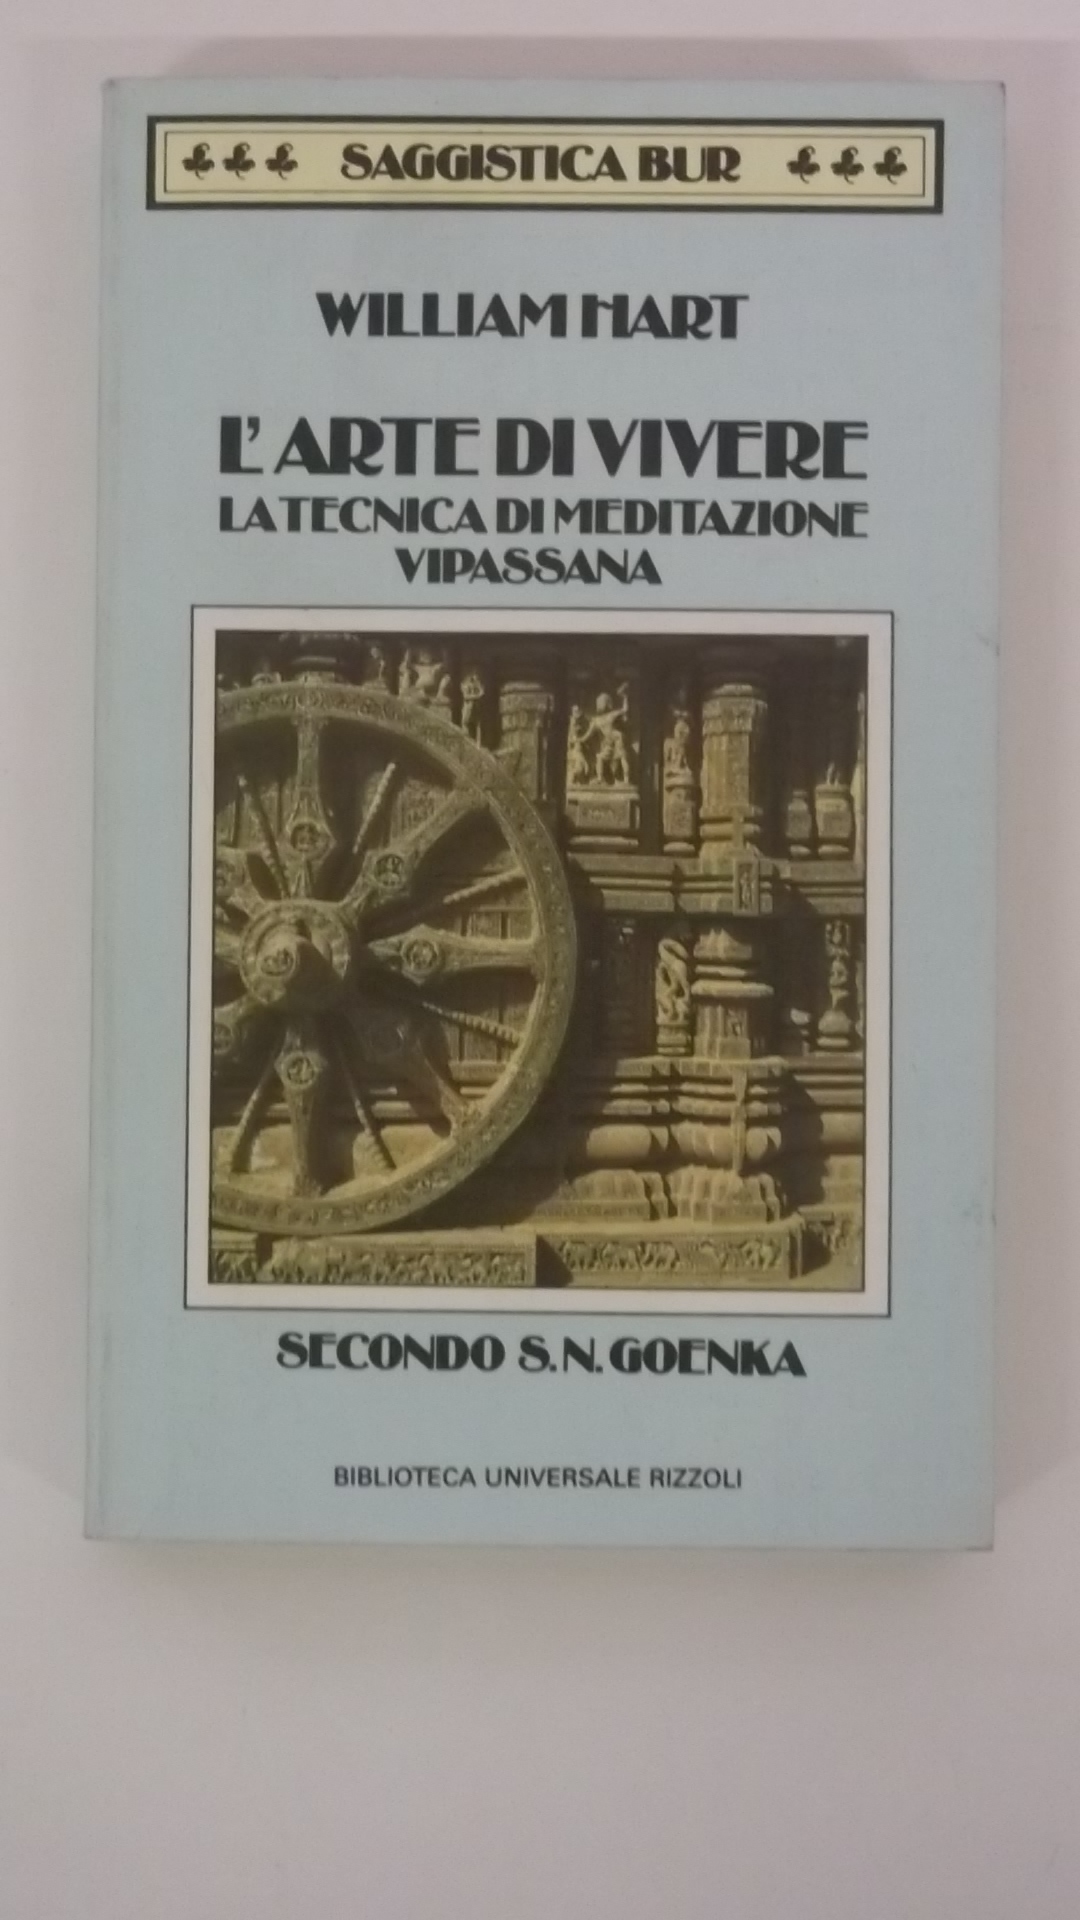 SAGGISTICA BUR
WILLIAM HART
L'ARTE DI VIVERE
LA TECNICA DI MEDITAZIONE
VIPASSANA
SECONDO S. N. GOENKA
BIBLIOTECA UNIVERSALE RIZZOLI